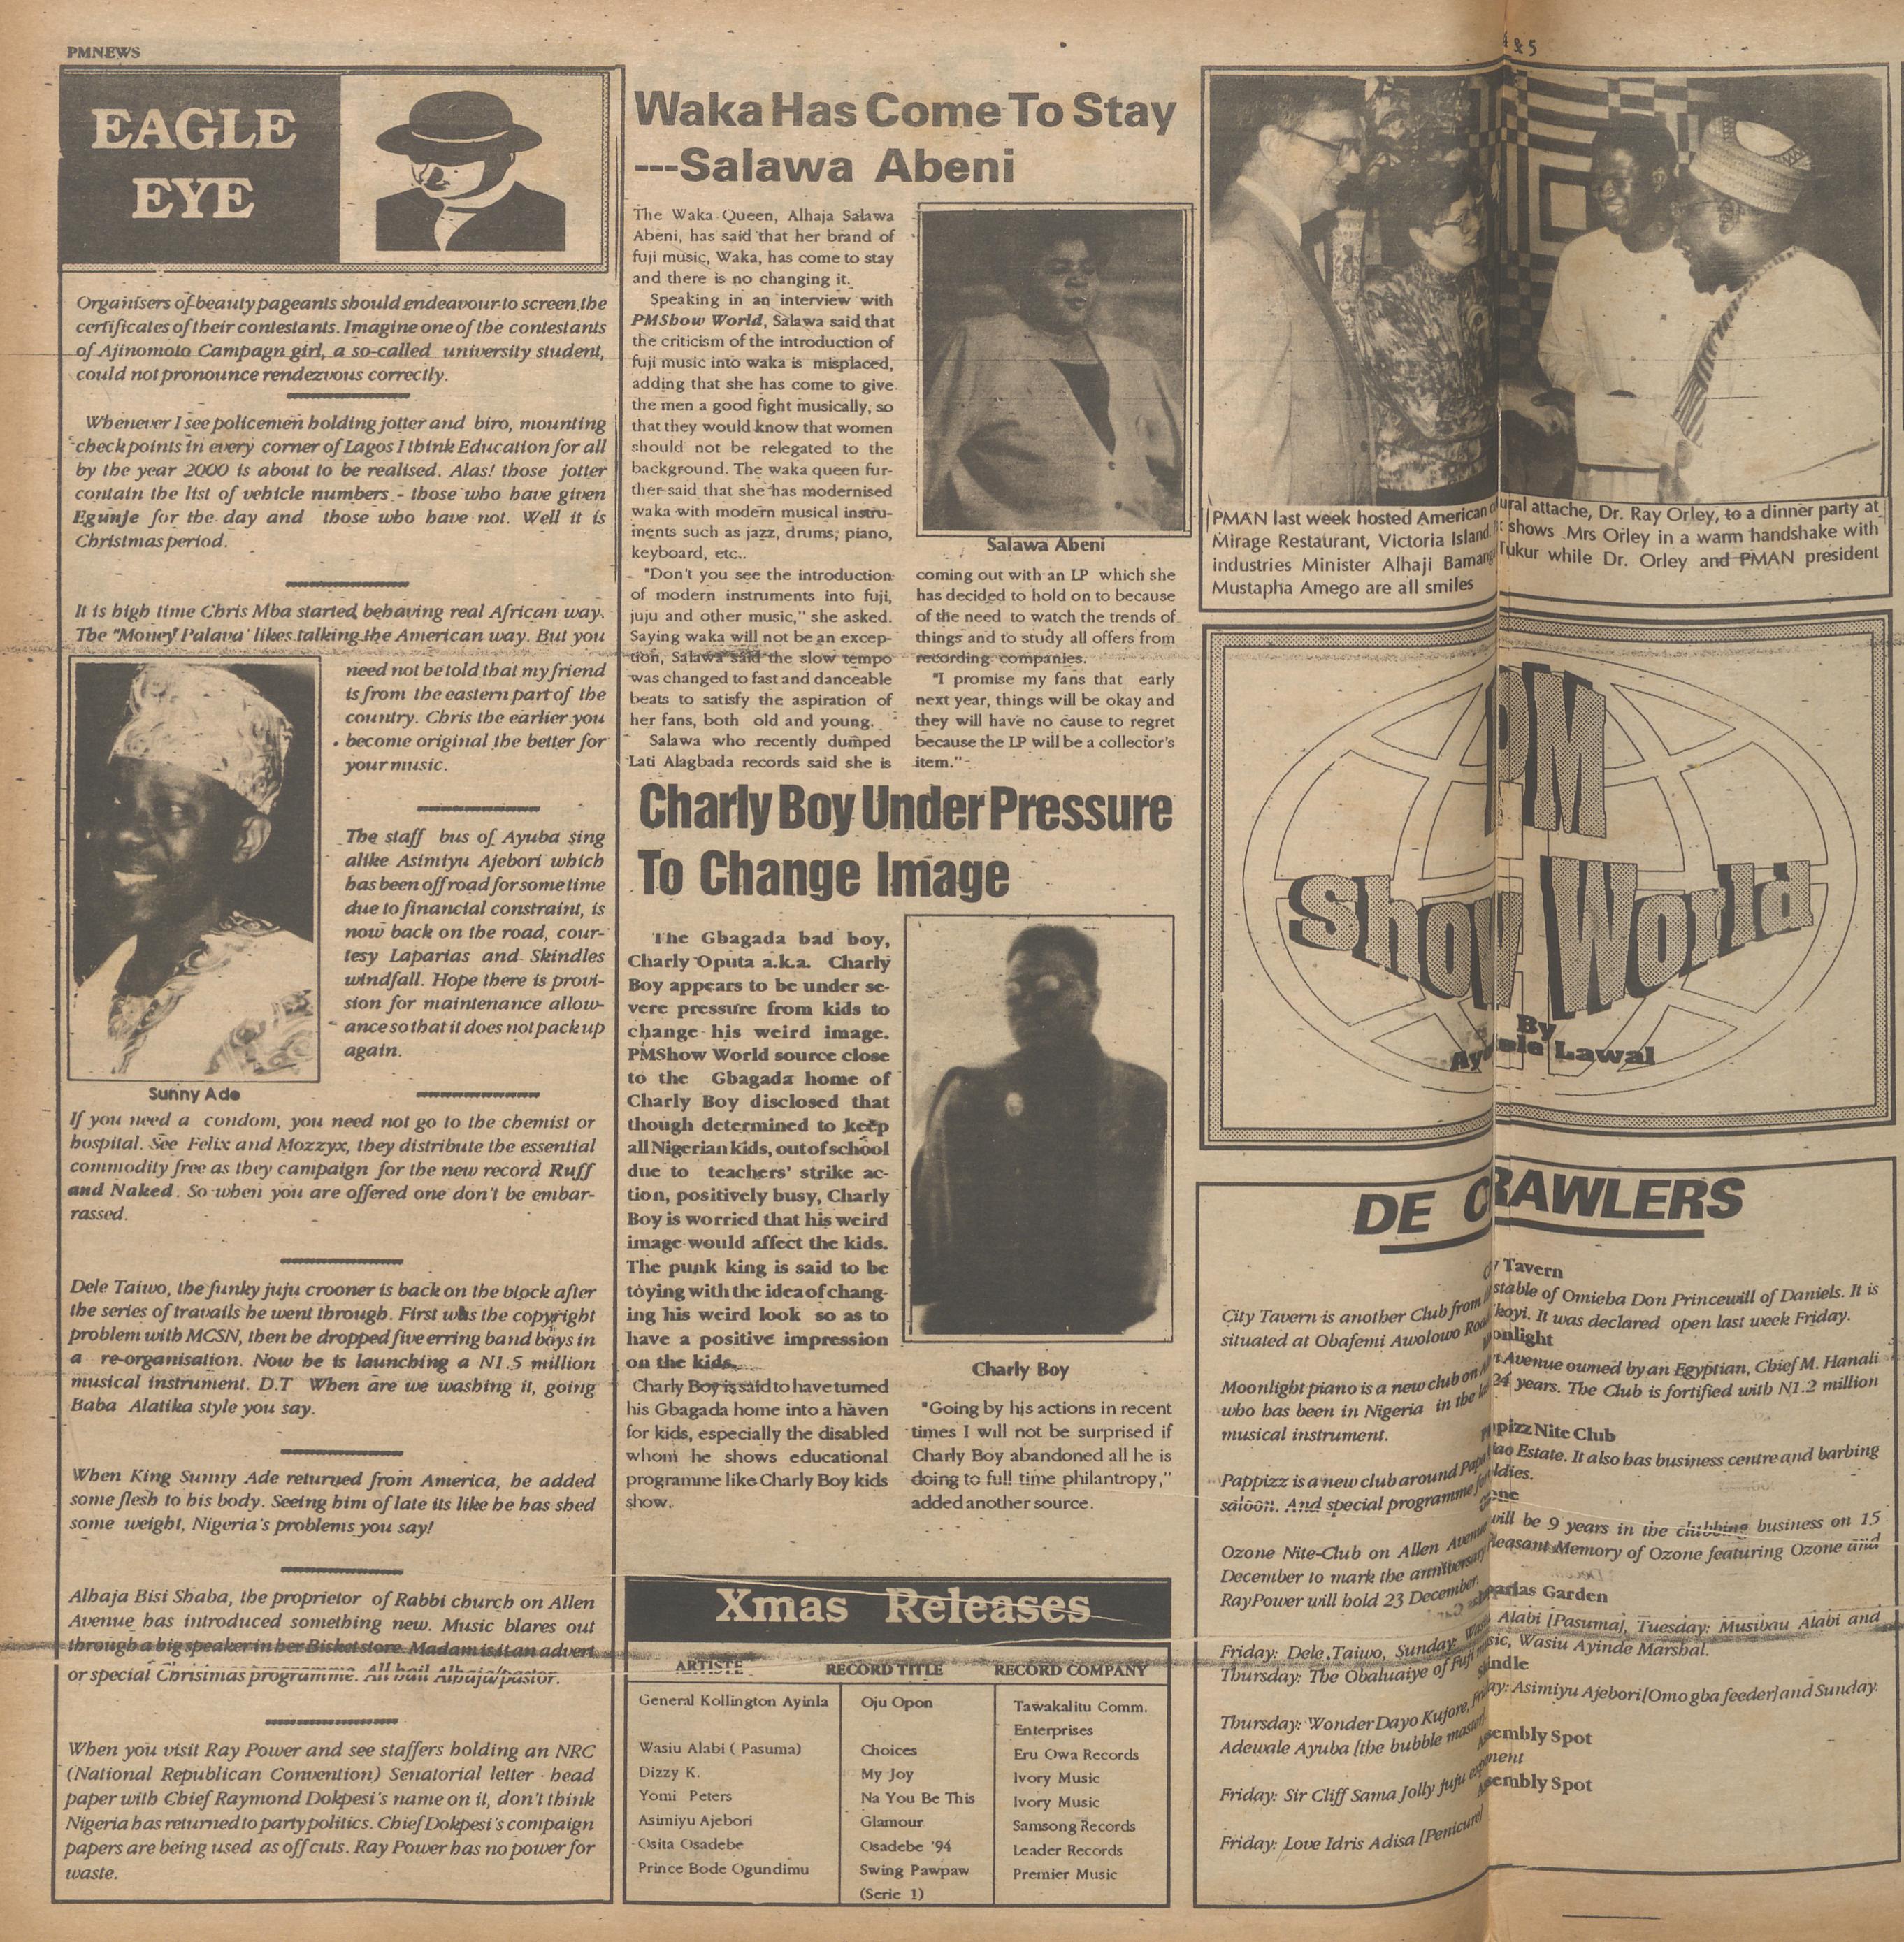 PMNEWS
& 5
EAGLE
EYE
Organisers of beauty pageants should endeavour to screen the
certificates of their contestants. Imagine one of the contestants
of Ajinomoto Campagn girl, a so-called university student,
could not pronounce rendezvous correctly.
Whenever I see policemen holding jotter and biro, mounting
check points in every corner of Lagos I think Education for all
by the year 2000 is about to be realised. Alas! those jotter
contain the list of vehicle numbers - those who have given
Egunje for the day and those who have not. Well it is
Christmas period.
It is high time Chris Mba started behaving real African way.
The "Money Palava' likes talking the American way. But you
need not be told that my friend
is from the eastern part of the
country. Chris the earlier you
become original the better for
your music.
The staff bus of Ayuba sing
alike Asimiyu Ajebori which
has been off road for some time
due to financial constraint, is
now back on the road, cour-
tesy Laparias and Skindles
windfall. Hope there is provi-
sion for maintenance allow-
ance so that it does not pack up
again.
Sunny Ade
If you need a condom, you need not go to the chemist or
hospital. See Felix and Mozzyx, they distribute the essential
commodity free as they campaign for the new record Ruff
and Naked. So when you are offered one don't be embar-
rassed.
Dele Taiwo, the funky juju crooner is back on the block after
the series of travails he went through. First was the copyright
problem with MCSN, then he dropped five erring band boys in
a re-organisation. Now he is launching a N1.5 million
musical instrument. D.T When are we washing it, going
Baba Alatika style you say.
When King Sunny Ade returned from America, he added
some flesh to his body. Seeing him of late its like he has shed
some weight, Nigeria's problems you say!
Alhaja Bisi Shaba, the proprietor of Rabbi church on Allen
Avenue has introduced something new. Music blares out
through a big speaker in her Bisket store. Madam is it an advert
or special Christmas programme. All hail Alhaja/pastor.
When you visit Ray Power and see staffers holding an NRC
(National Republican Convention) Senatorial letter - head
paper with Chief Raymond Dokpesi's name on it, don't think
Nigeria has returned to party politics. Chief Dokpesi's compaign
papers are being used as off cuts. Ray Power has no power for
waste.
Waka Has Come To Stay
---Salawa Abeni
The Waka Queen, Alhaja Salawa
Abeni, has said that her brand of
fuji music, Waka, has come to stay
and there is no changing it.
Speaking in an interview with
PMShow World, Salawa said that
the criticism of the introduction of
fuji music into waka is misplaced,
adding that she has come to give
the men a good fight musically, so
that they would know that women
should not be relegated to the
background. The waka queen fur-
ther said that she has modernised
waka with modern musical instru-
ments such as jazz, drums, piano,
keyboard, etc..
"Don't you see the introduction
of modern instruments into fuji,
juju and other music," she asked.
Saying waka will not be an excep-
tion, Salawa said the slow tempo
was changed to fast and danceable
beats to satisfy the aspiration of
her fans, both old and young.
Salawa who recently dumped
Lati Alagbada records said she is
Salawa Abeni
coming out with an LP which she
has decided to hold on to because
of the need to watch the trends of
things and to study all offers from
recording companies.
"I promise my fans that early
next year, things will be okay and
they will have no cause to regret
because the LP will be a collector's
item."
Charly Boy Under Pressure
To Change Image
The Gbagada bad boy,
Charly Oputa a.k.a. Charly
Boy appears to be under se-
vere pressure from kids to
change his weird image.
PMShow World source close
to the Gbagada home of
Charly Boy disclosed that
though determined to keep
all Nigerian kids, out of school
due to teachers' strike ac-
tion, positively busy, Charly
Boy is worried that his weird
image would affect the kids.
The punk king is said to be
toying with the idea of chang-
ing his weird look so as to
have a positive impression
on the kids.
Charly Boy is said to have turned
his Gbagada home into a haven
for kids, especially the disabled
whom he shows educational
programme like Charly Boy kids
show.
Charly Boy
"Going by his actions in recent
times I will not be surprised if
Charly Boy abandoned all he is
doing to full time philantropy,"
added another source.
Xmas Releases
ARTISTE RECORD TITLE RECORD COMPANY
General Kollington Ayinla Oju Opon Tawakalitu Comm.
Enterprises
Wasiu Alabi ( Pasuma) Choices Eru Owa Records
Dizzy K. My Joy Ivory Music
Yomi Peters Na You Be This Ivory Music
Asimiyu Ajebori Glamour Samsong Records
Osita Osadebe Osadebe '94 Leader Records
Prince Bode Ogundimu Swing Pawpaw Premier Music
(Serie 1)
PMAN last week hosted American ural attache, Dr. Ray Orley, to a dinner party at
Mirage Restaurant, Victoria Island. shows Mrs Orley in a warm handshake with
industries Minister Alhaji Bamang Tukur while Dr. Orley and PMAN president
Mustapha Amego are all smiles
PM
Show World
By
Lawal
DE CRAWLERS
Tavern
City Tavern is another Club from stable of Omieba Don Princewill of Daniels. It is
situated at Obafemi Awolowo Road koyi. It was declared open last week Friday.
onlight
Moonlight piano is a new club on Avenue owned by an Egyptian, Chief M. Hanali
who has been in Nigeria in the 24 years. The Club is fortified with N1.2 million
musical instrument.
ppizz Nite Club
Pappizz is a new club around Papa jao Estate. It also has business centre and barbing
saloon. And special programme for ldies.
zone
Ozone Nite-Club on Allen Avenue will be 9 years in the clubbing business on 15
December to mark the anniversary Pleasant Memory of Ozone featuring Ozone and
RayPower will hold 23 December.
parias Garden
Friday: Dele Taiwo, Sunday: Alabi [Pasuma], Tuesday: Musibau Alabi and
Thursday: The Obaluaiye of Fuji music, Wasiu Ayinde Marshal.
Skindle
Thursday: Wonder Dayo Kujore, ay: Asimiyu Ajebori [Omo gba feeder] and Sunday.
Adewale Ayuba [the bubble master]
sembly Spot
Friday: Sir Cliff Sama Jolly juju ment
sembly Spot
Friday: Love Idris Adisa [Penicure]